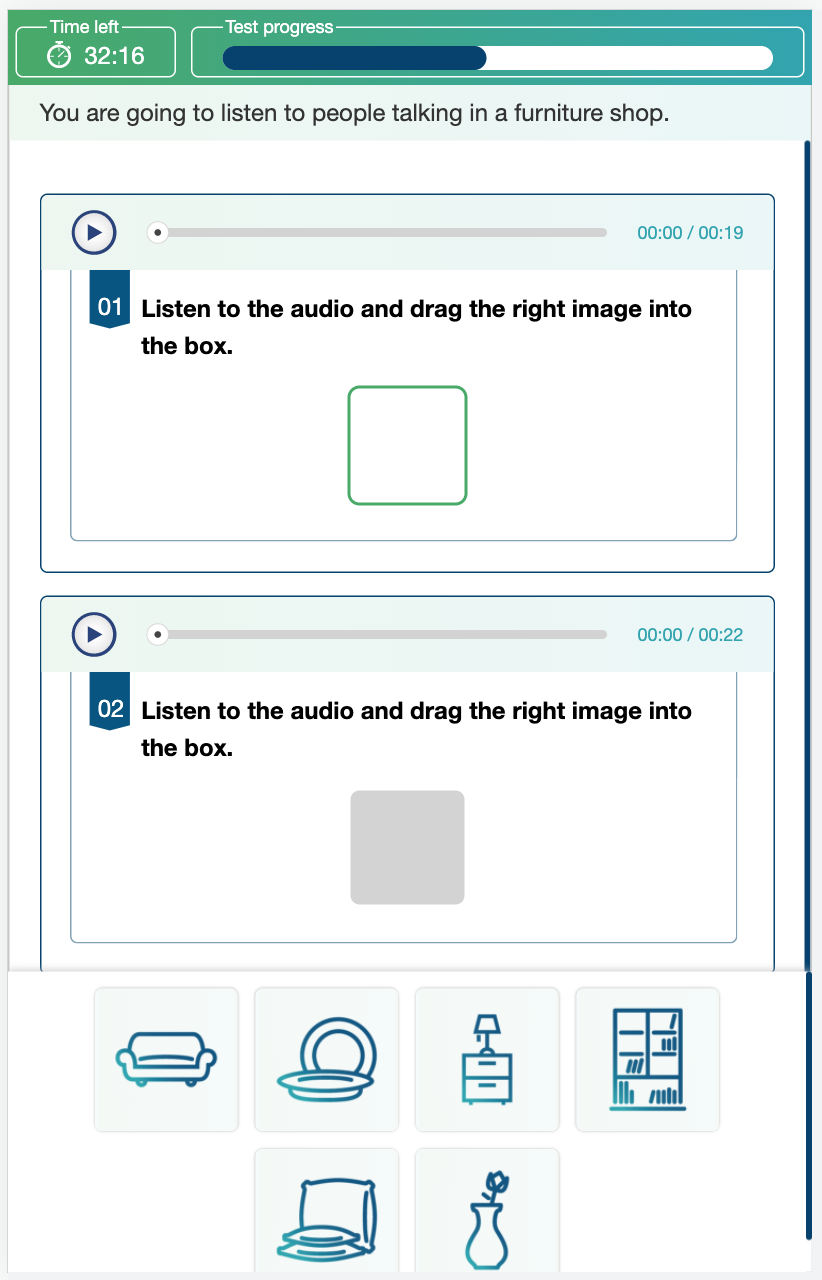 Time left
32:16
Test progress
You are going to listen to people talking in a furniture shop.
00:00 / 00:19
01
Listen to the audio and drag the right image into
the box.
00:00 / 00:22
02
Listen to the audio and drag the right image into
the box.